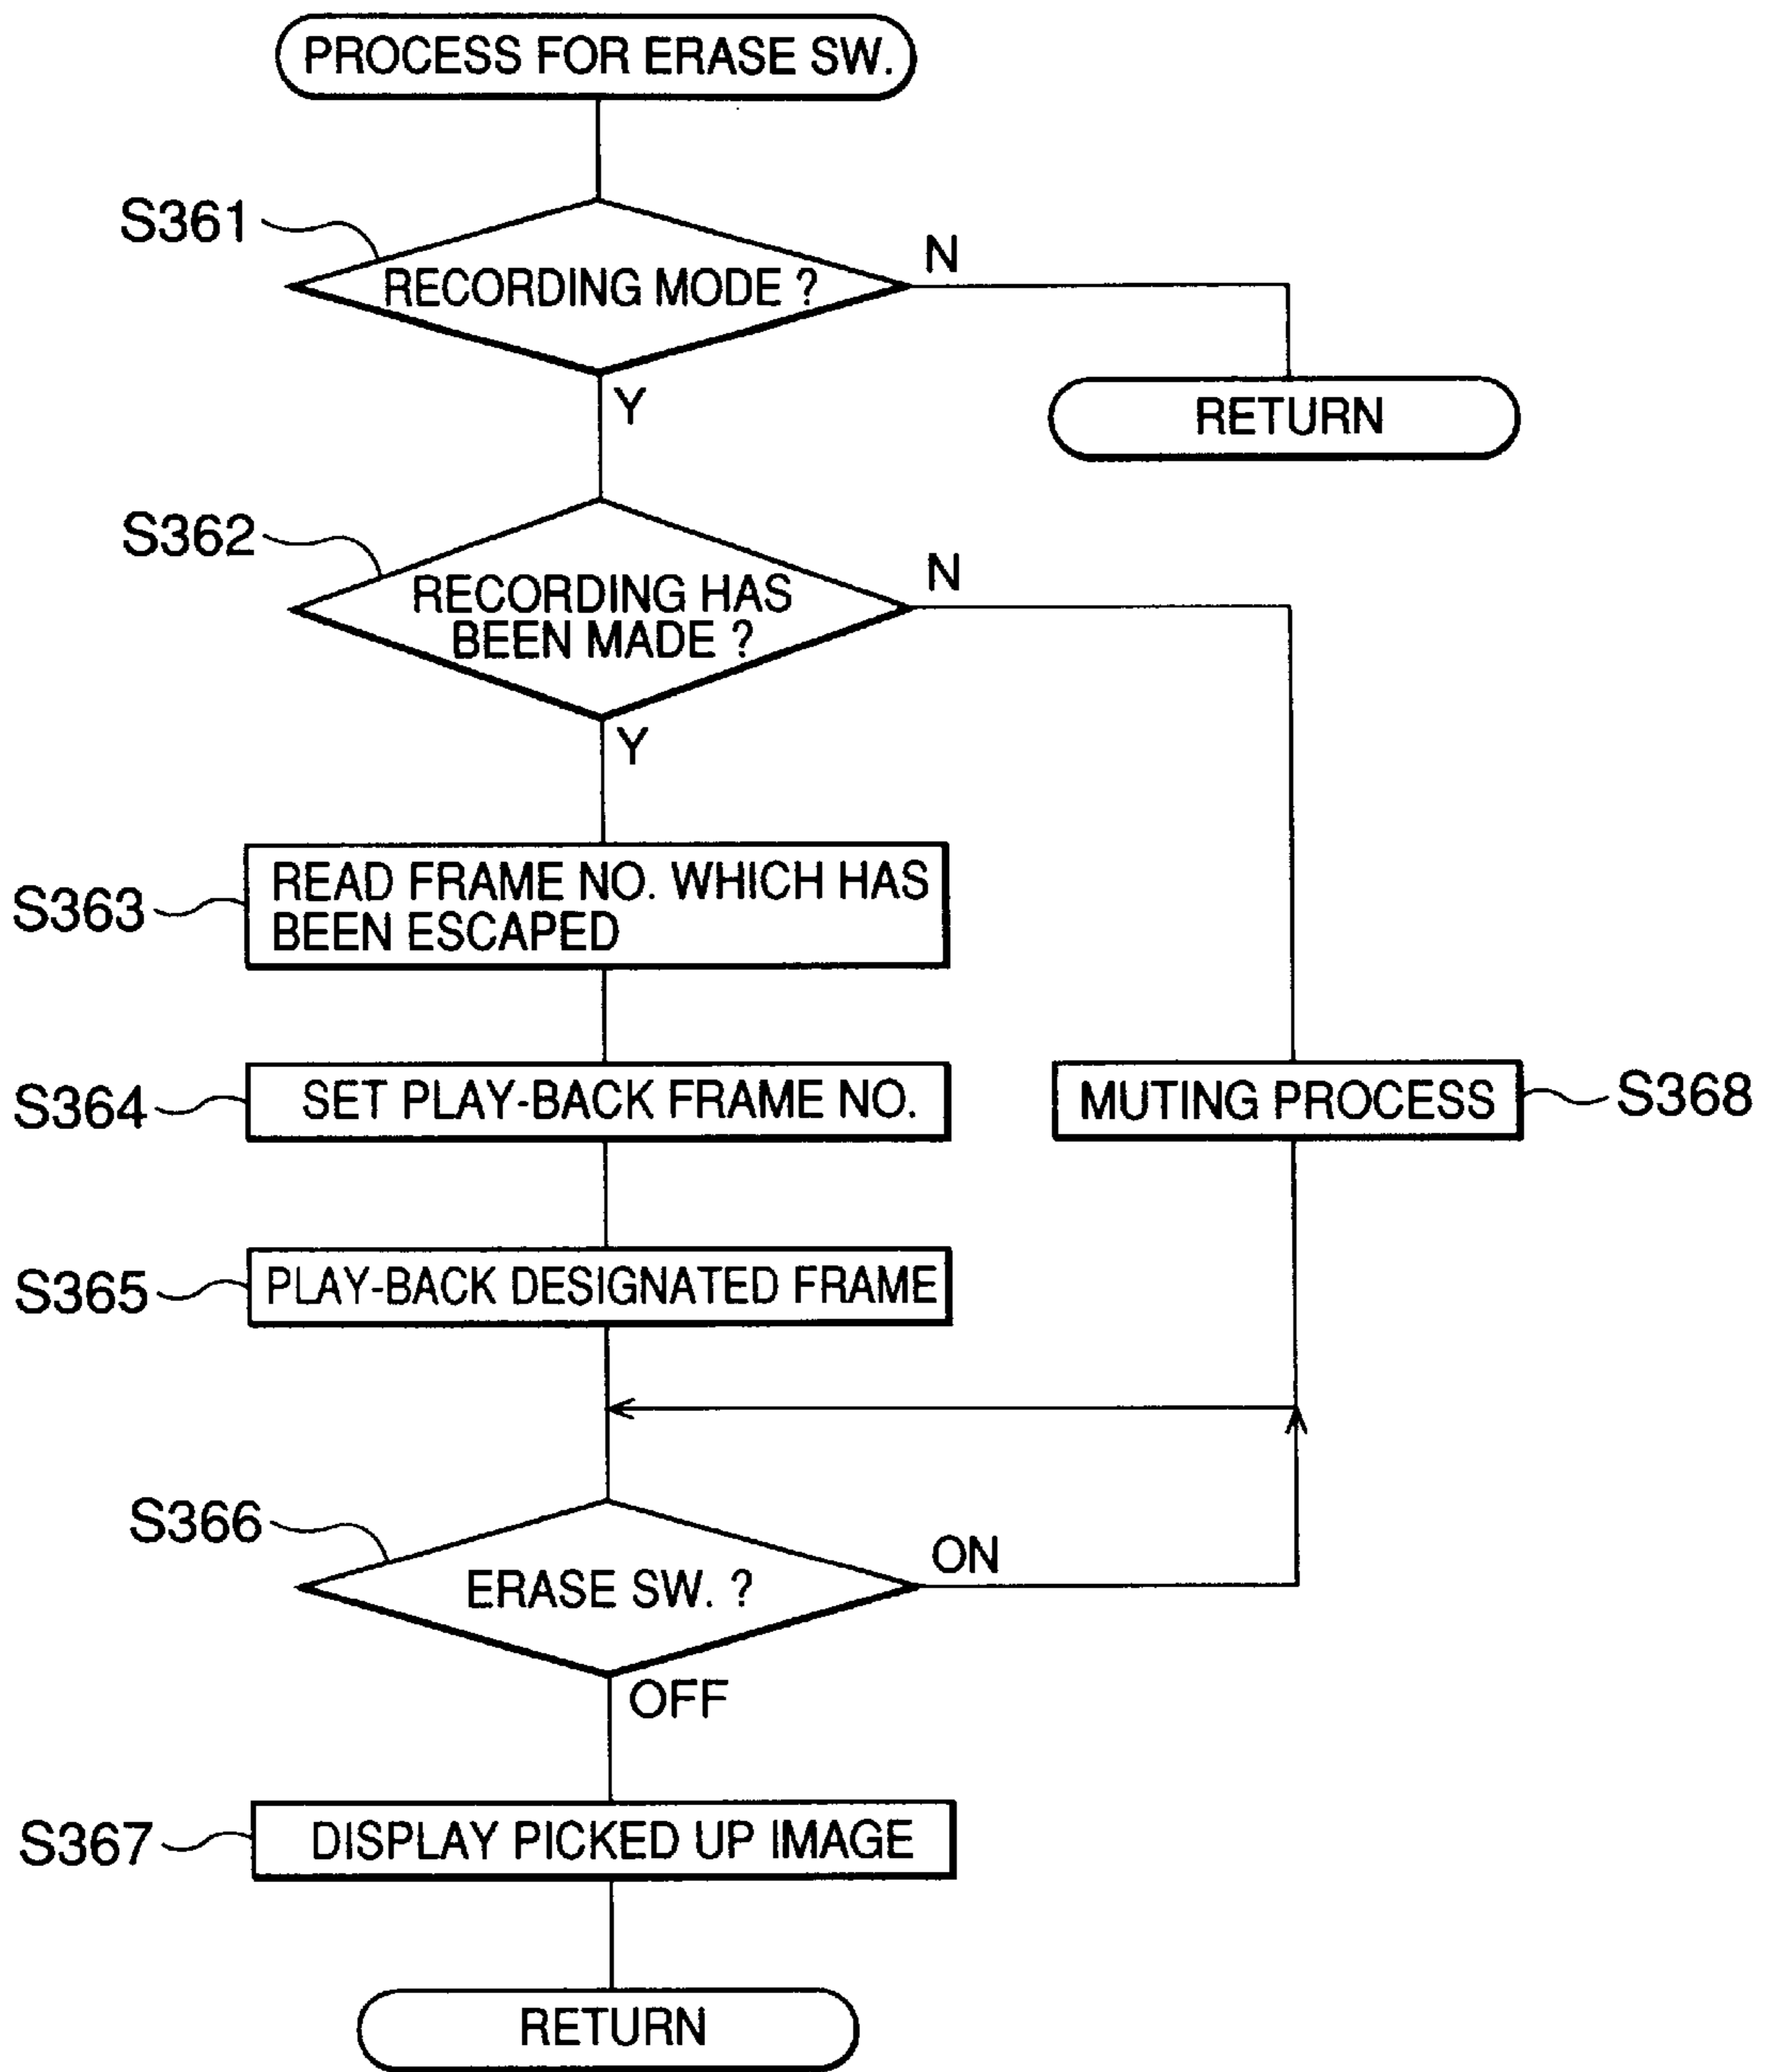 PROCESS FOR ERASE SW.
S361
RECORDING MODE ?
N
Y
RETURN
S362
RECORDING HAS
BEEN MADE ?
N
Y
S363
READ FRAME NO. WHICH HAS
BEEN ESCAPED
S364
SET PLAY-BACK FRAME NO.
MUTING PROCESS
S368
S365
PLAY-BACK DESIGNATED FRAME
S366
ERASE SW. ?
ON
OFF
S367
DISPLAY PICKED UP IMAGE
RETURN